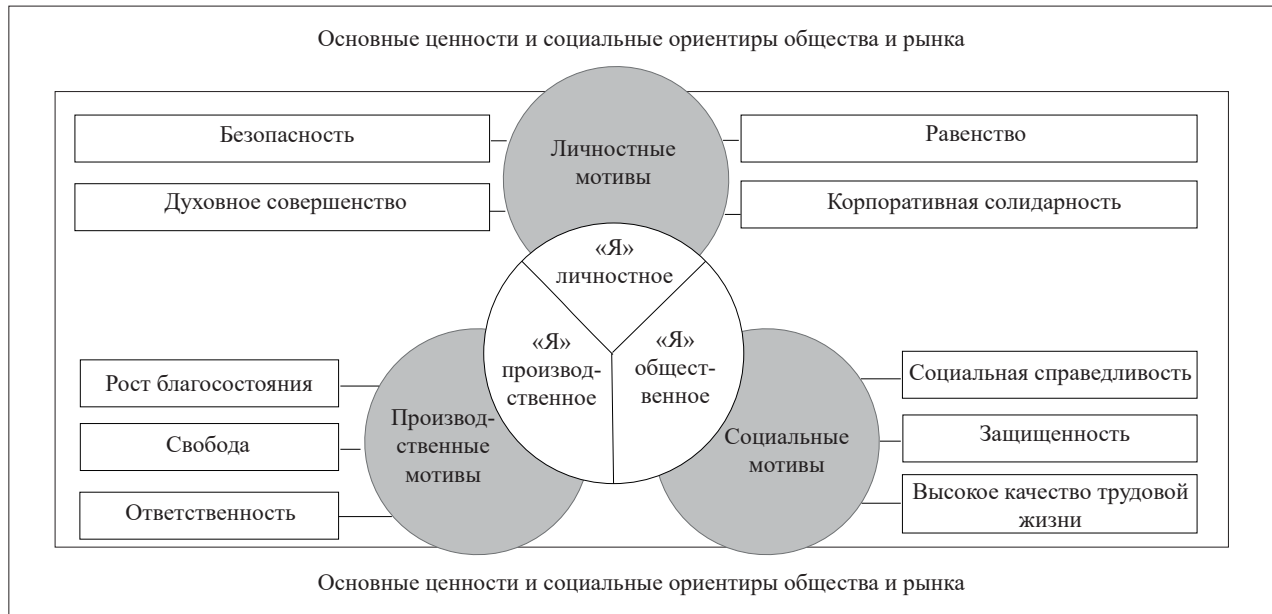 Основные ценности и социальные ориентиры общества и рынка
Безопасность
Духовное совершенство
Личностные
мотивы
Равенство
Корпоративная солидарность
«Я»
личностное
«Я»
производ-
ственное
«Я»
общест-
венное
Рост благосостояния
Свобода
Ответственность
Производ-
ственные
мотивы
Социальные
мотивы
Социальная справедливость
Защищенность
Высокое качество трудовой
жизни
Основные ценности и социальные ориентиры общества и рынка